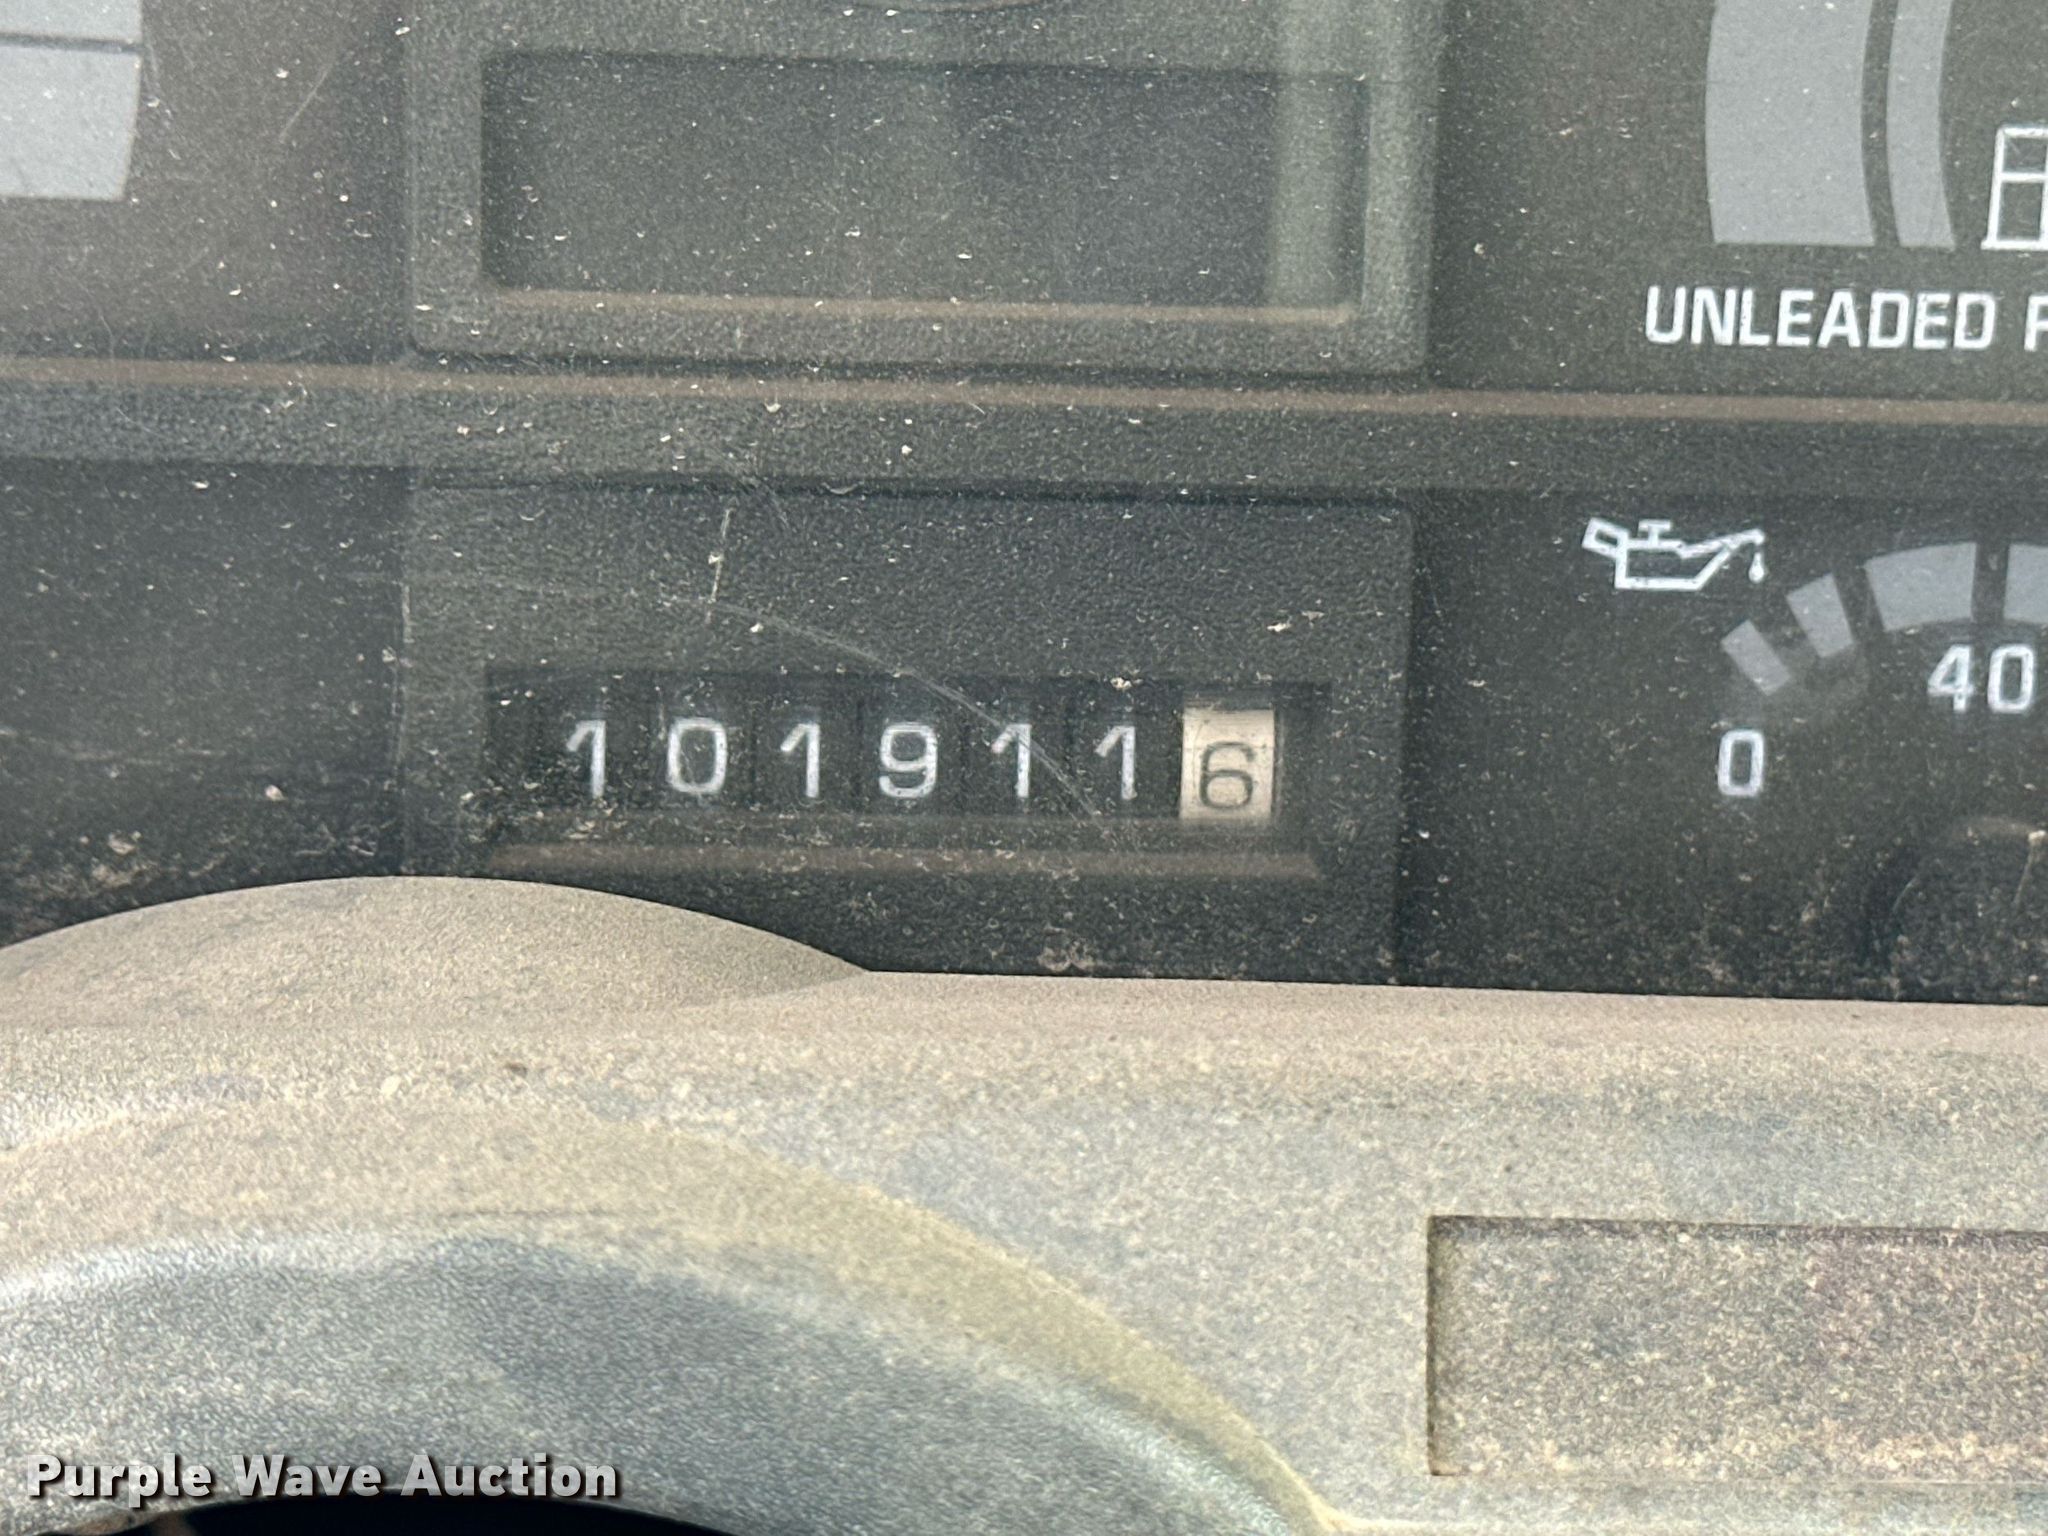 UNLEADED F
40
0
1019116
Purple Wave Auction